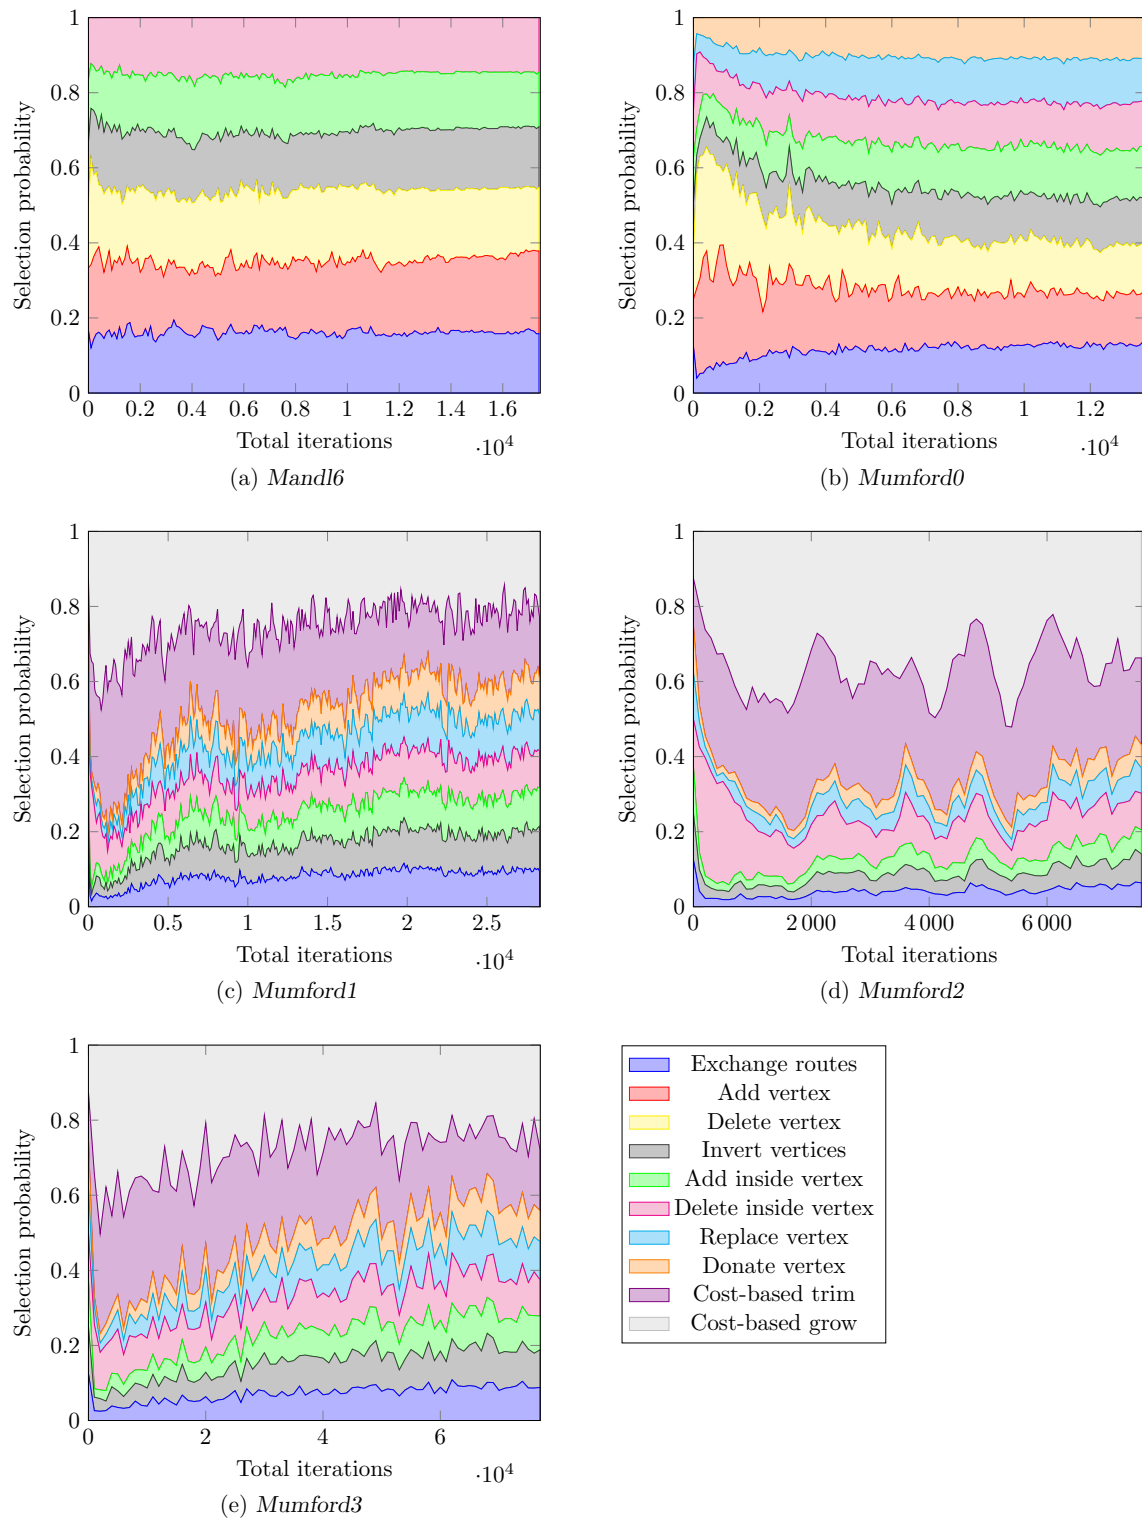 1
0.8
0.6
0.4
0.2
0
Selection probability
0 0.2 0.4 0.6 0.8 1 1.2 1.4 1.6
Total iterations
·10^4
(a) Mandl6
1
0.8
0.6
0.4
0.2
0
Selection probability
0 0.2 0.4 0.6 0.8 1 1.2
Total iterations
·10^4
(b) Mumford0
1
0.8
0.6
0.4
0.2
0
Selection probability
0 0.5 1 1.5 2 2.5
Total iterations
·10^4
(c) Mumford1
1
0.8
0.6
0.4
0.2
0
Selection probability
0 2 000 4 000 6 000
Total iterations
(d) Mumford2
1
0.8
0.6
0.4
0.2
0
Selection probability
0 2 4 6
Total iterations
·10^4
(e) Mumford3
Exchange routes
Add vertex
Delete vertex
Invert vertices
Add inside vertex
Delete inside vertex
Replace vertex
Donate vertex
Cost-based trim
Cost-based grow